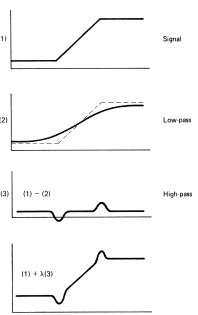 1)
Signal
(2)
Low-pass
(3)
(1) − (2)
High-pass
(1) + λ(3)